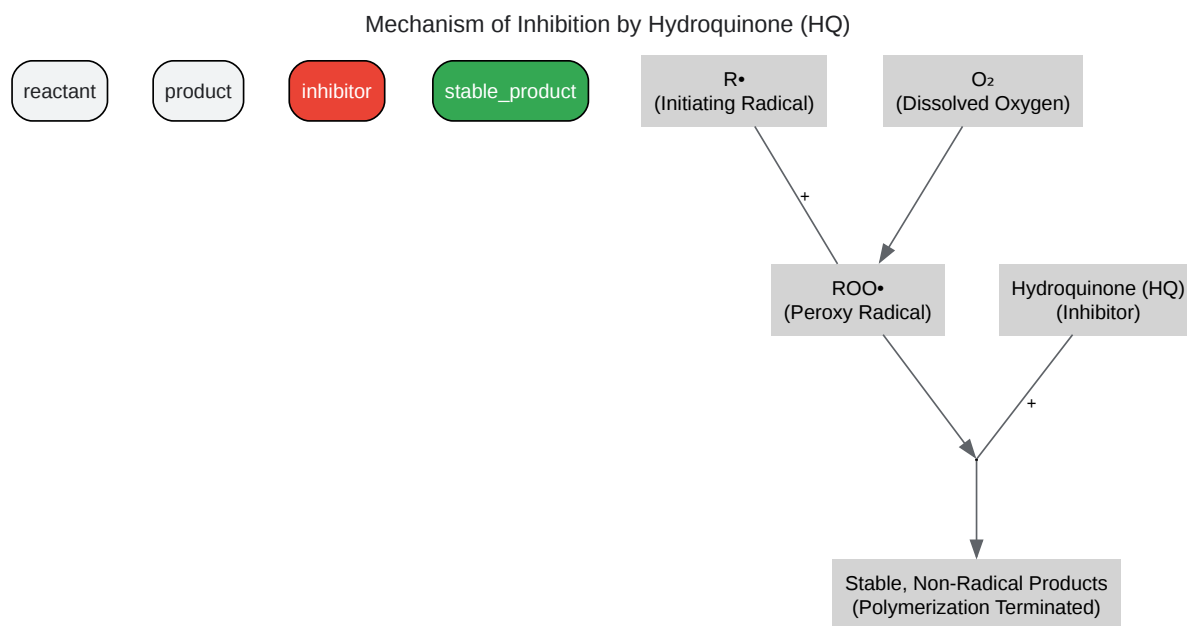 Mechanism of Inhibition by Hydroquinone (HQ)
reactant
product
inhibitor
stable_product
R•
(Initiating Radical)
O₂
(Dissolved Oxygen)
+
ROO•
(Peroxy Radical)
Hydroquinone (HQ)
(Inhibitor)
+
Stable, Non-Radical Products
(Polymerization Terminated)